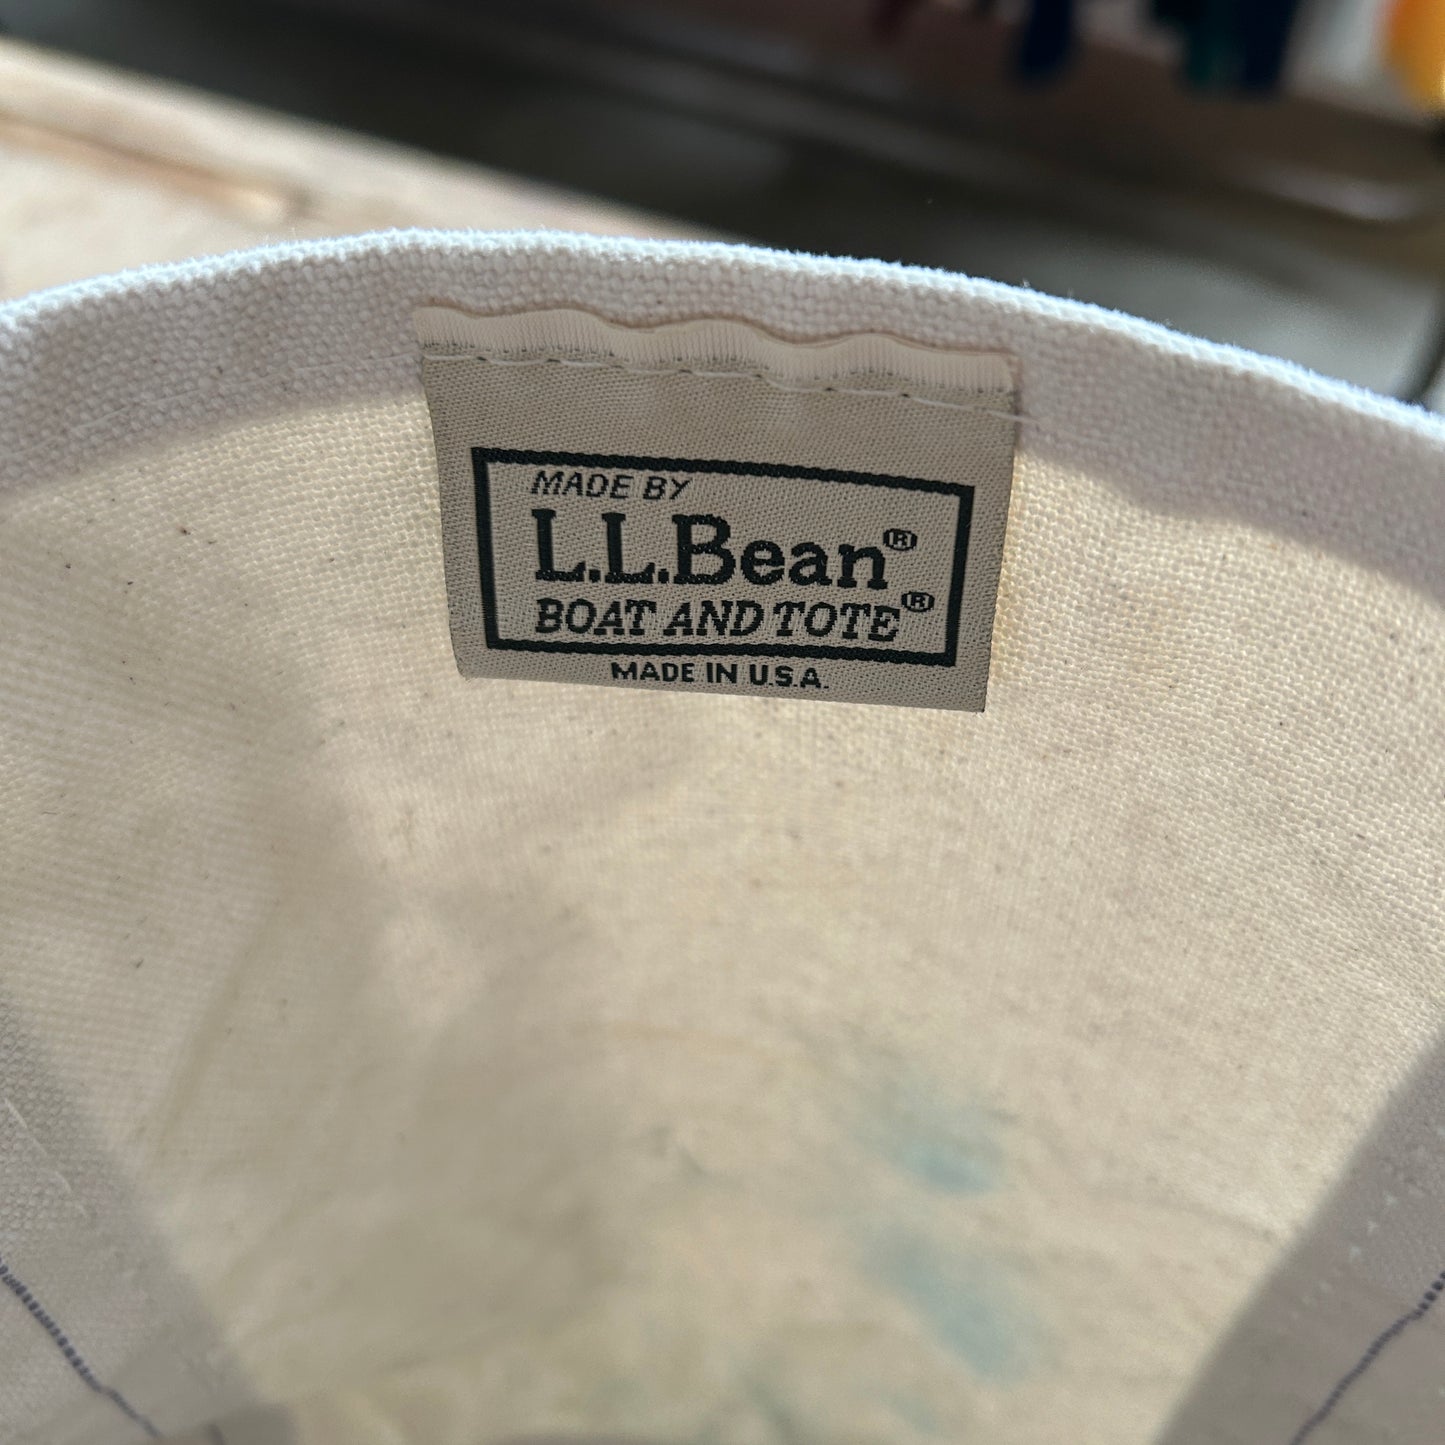 MADE BY
L.L.Bean®
BOAT AND TOTE®
MADE IN U.S.A.